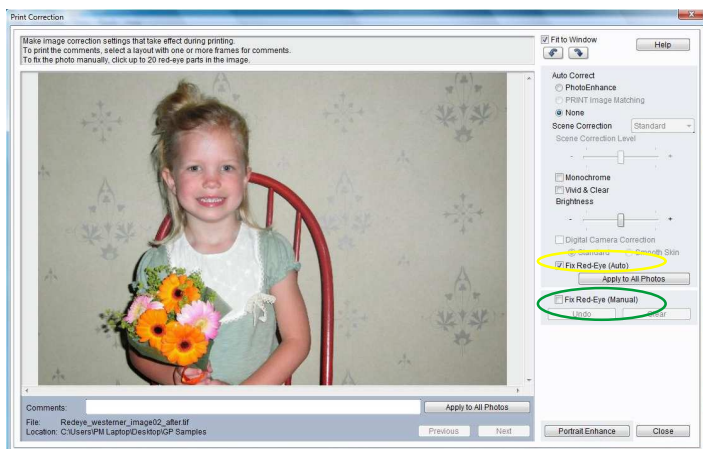 Print Correction
Make image correction settings that take effect during printing.
To print the comments, select a layout with one or more frames for comments.
To fix the photo manually, click up to 20 red-eye parts in the image.
Fit to Window
Help
Auto Correct
PhotoEnhance
PRINT Image Matching
None
Scene Correction Standard
Scene Correction Level
- +
Monochrome
Vivid & Clear
Brightness
- +
Digital Camera Correction
Standard Smooth Skin
Fix Red-Eye (Auto)
Apply to All Photos
Fix Red-Eye (Manual)
Undo Clear
Comments: Apply to All Photos
File: Redeye_westerner_image02_after.tif
Location: C:\Users\PM Laptop\Desktop\GP Samples
Previous Next
Portrait Enhance Close